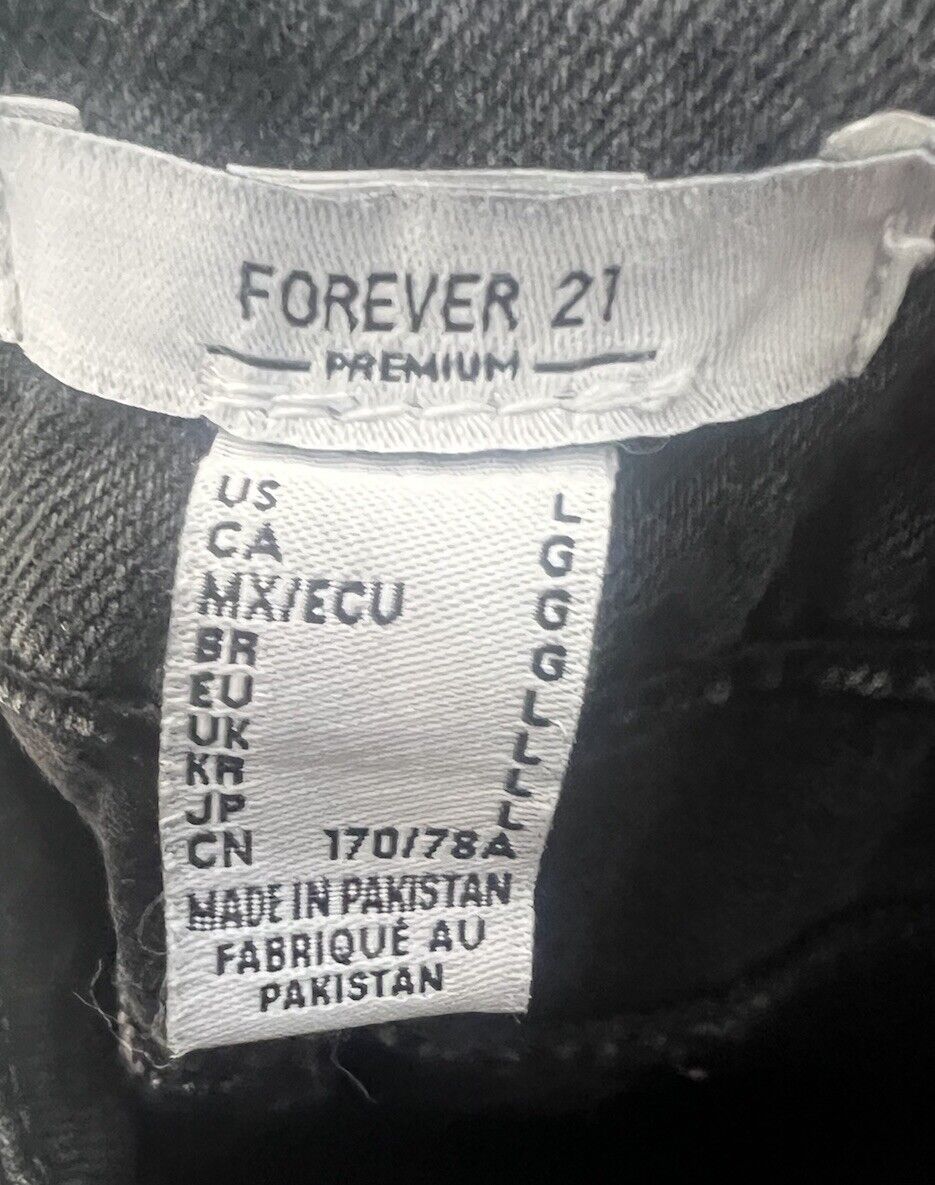 FOREVER 21
PREMIUM
US L
CA G
MX/ECU G
BR G
EU L
UK L
KR L
JP L
CN 170/78A
MADE IN PAKISTAN
FABRIQUÉ AU
PAKISTAN